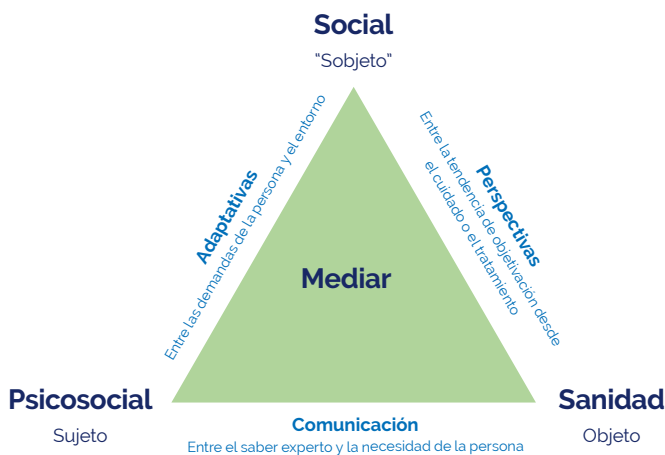 Social
“Sobjeto”
Adaptativas
Entre las demandas de la persona y el entorno
Perspectivas
Entre la tendencia de objetivación desde
el cuidado o el tratamiento
Mediar
Psicosocial
Sujeto
Comunicación
Entre el saber experto y la necesidad de la persona
Sanidad
Objeto